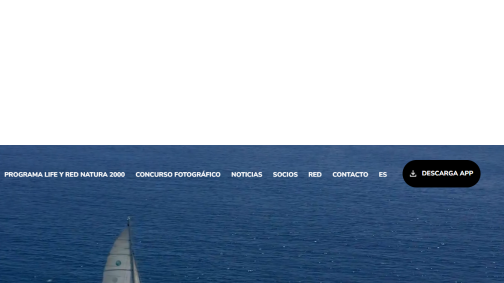 PROGRAMA LIFE Y RED NATURA 2000 CONCURSO FOTOGRÁFICO NOTICIAS SOCIOS RED CONTACTO ES DESCARGA APP